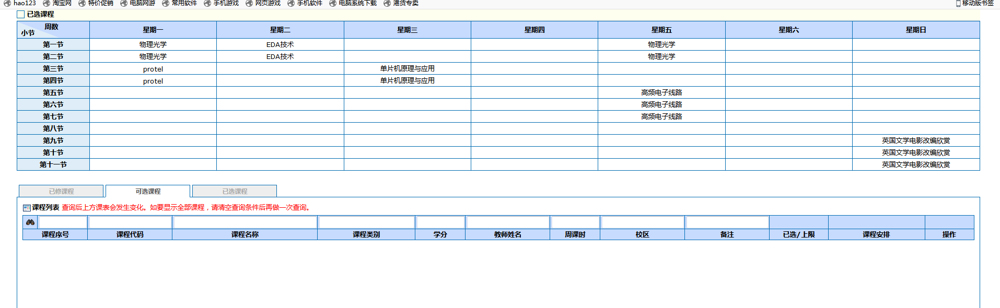 hao123 淘宝网 特价促销 电脑网游 常用软件 手机游戏 网页游戏 手机软件 电脑系统下载 港货专卖 移动版书签
已选课程
周数 小节 星期一 星期二 星期三 星期四 星期五 星期六 星期日
第一节 物理光学 EDA技术 物理光学
第二节 物理光学 EDA技术 物理光学
第三节 protel 单片机原理与应用
第四节 protel 单片机原理与应用
第五节 高频电子线路
第六节 高频电子线路
第七节 高频电子线路
第八节
第九节 英国文学电影改编欣赏
第十节 英国文学电影改编欣赏
第十一节 英国文学电影改编欣赏
已修课程 可选课程 已选课程
课程列表 查询后上方课表会发生变化。如要显示全部课程，请清空查询条件后再做一次查询。
课程序号 课程代码 课程名称 课程类别 学分 教师姓名 周课时 校区 备注 已选/上限 课程安排 操作